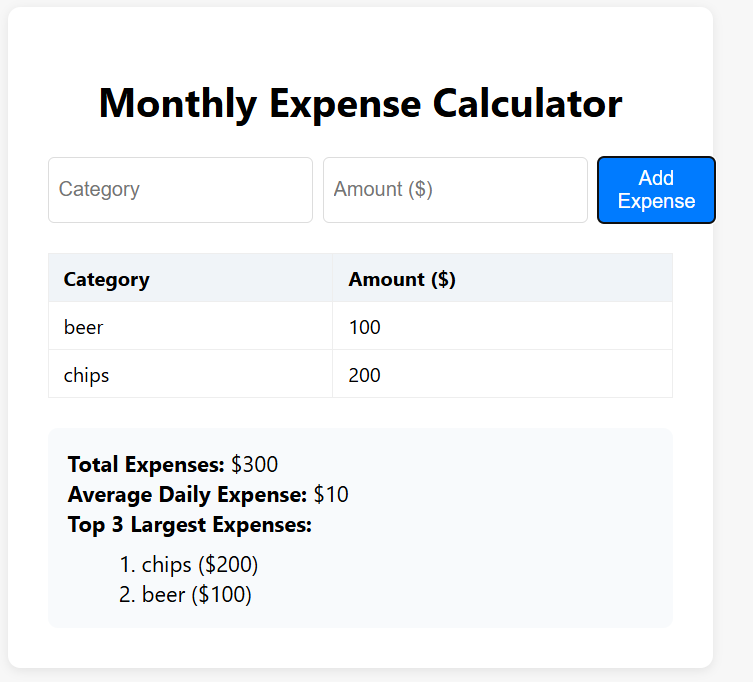 Monthly Expense Calculator
Category
Amount ($)
Add
Expense
Category Amount ($)
beer 100
chips 200
Total Expenses: $300
Average Daily Expense: $10
Top 3 Largest Expenses:
1. chips ($200)
2. beer ($100)